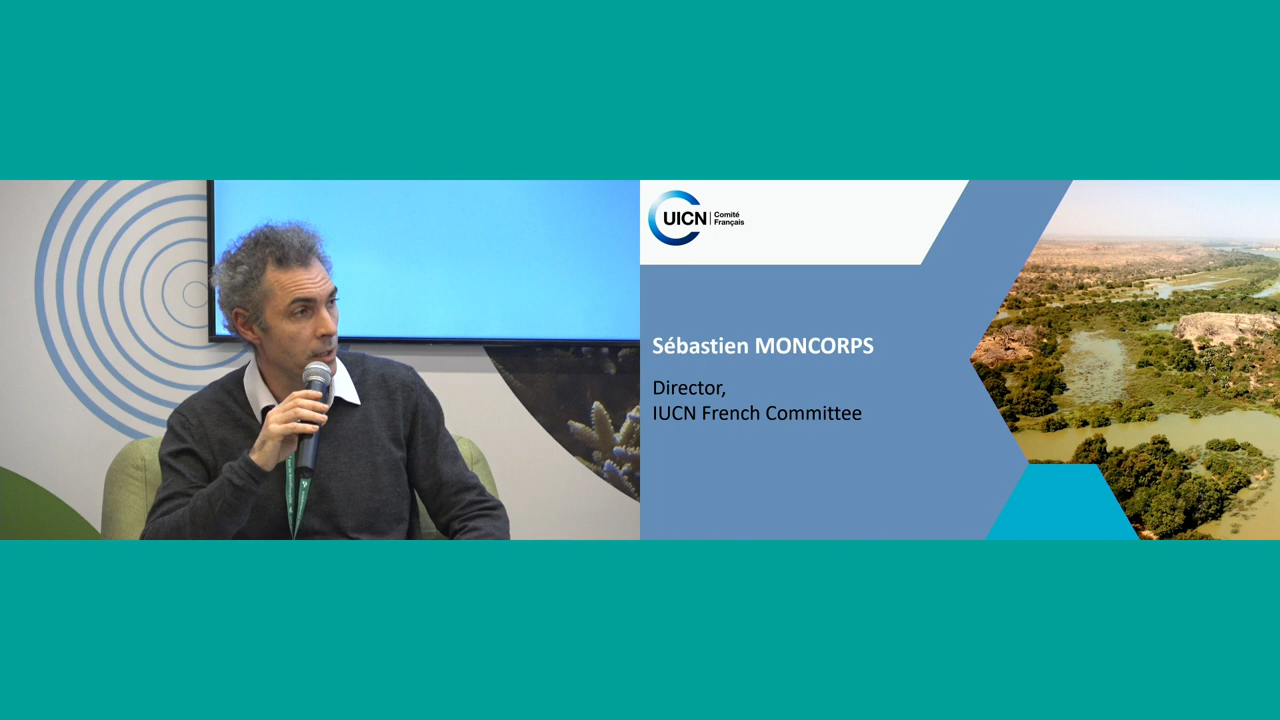 UICN
Comité
Français
Sébastien MONCORPS
Director,
IUCN French Committee